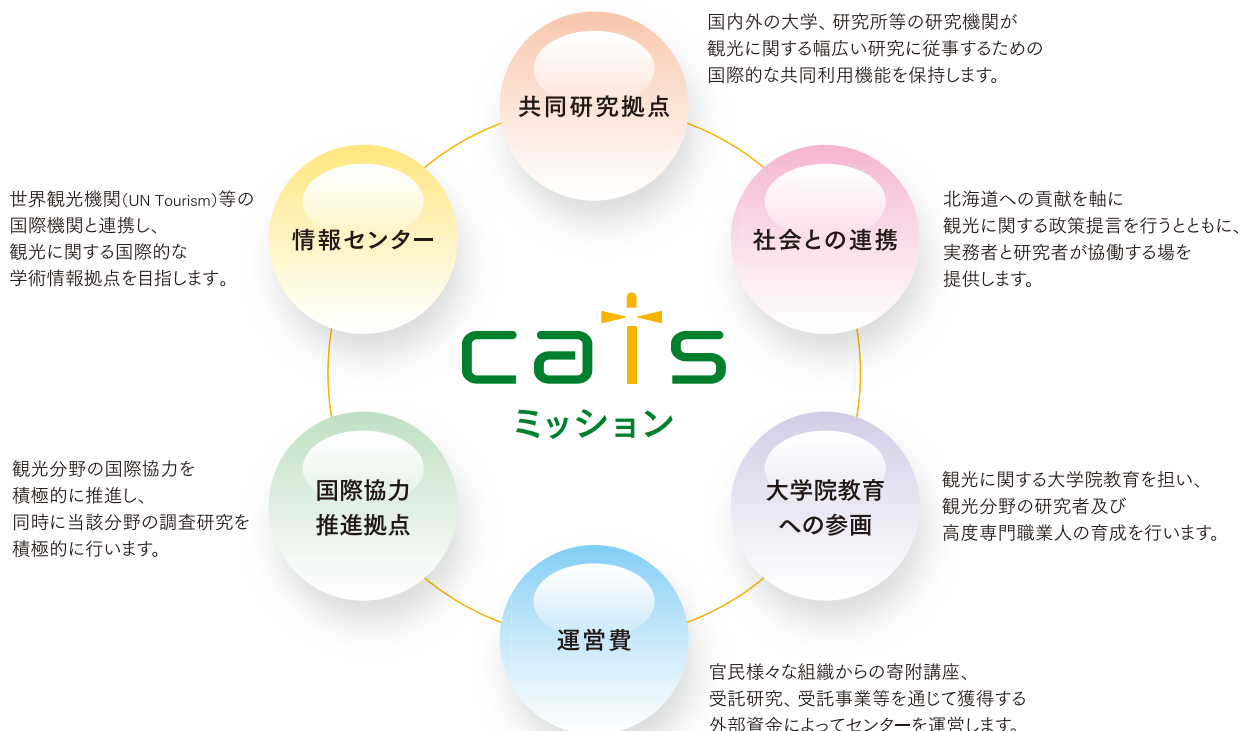 国内外の大学、研究所等の研究機関が
観光に関する幅広い研究に従事するための
国際的な共同利用機能を保持します。
共同研究拠点
世界観光機関(UN Tourism)等の
国際機関と連携し、
観光に関する国際的な
学術情報拠点を目指します。
情報センター
社会との連携
北海道への貢献を軸に
観光に関する政策提言を行うとともに、
実務者と研究者が協働する場を
提供します。
cats
ミッション
観光分野の国際協力を
積極的に推進し、
同時に当該分野の調査研究を
積極的に行います。
国際協力
推進拠点
大学院教育
への参画
観光に関する大学院教育を担い、
観光分野の研究者及び
高度専門職業人の育成を行います。
運営費
官民様々な組織からの寄附講座、
受託研究、受託事業等を通じて獲得する
外部資金によってセンターを運営します。